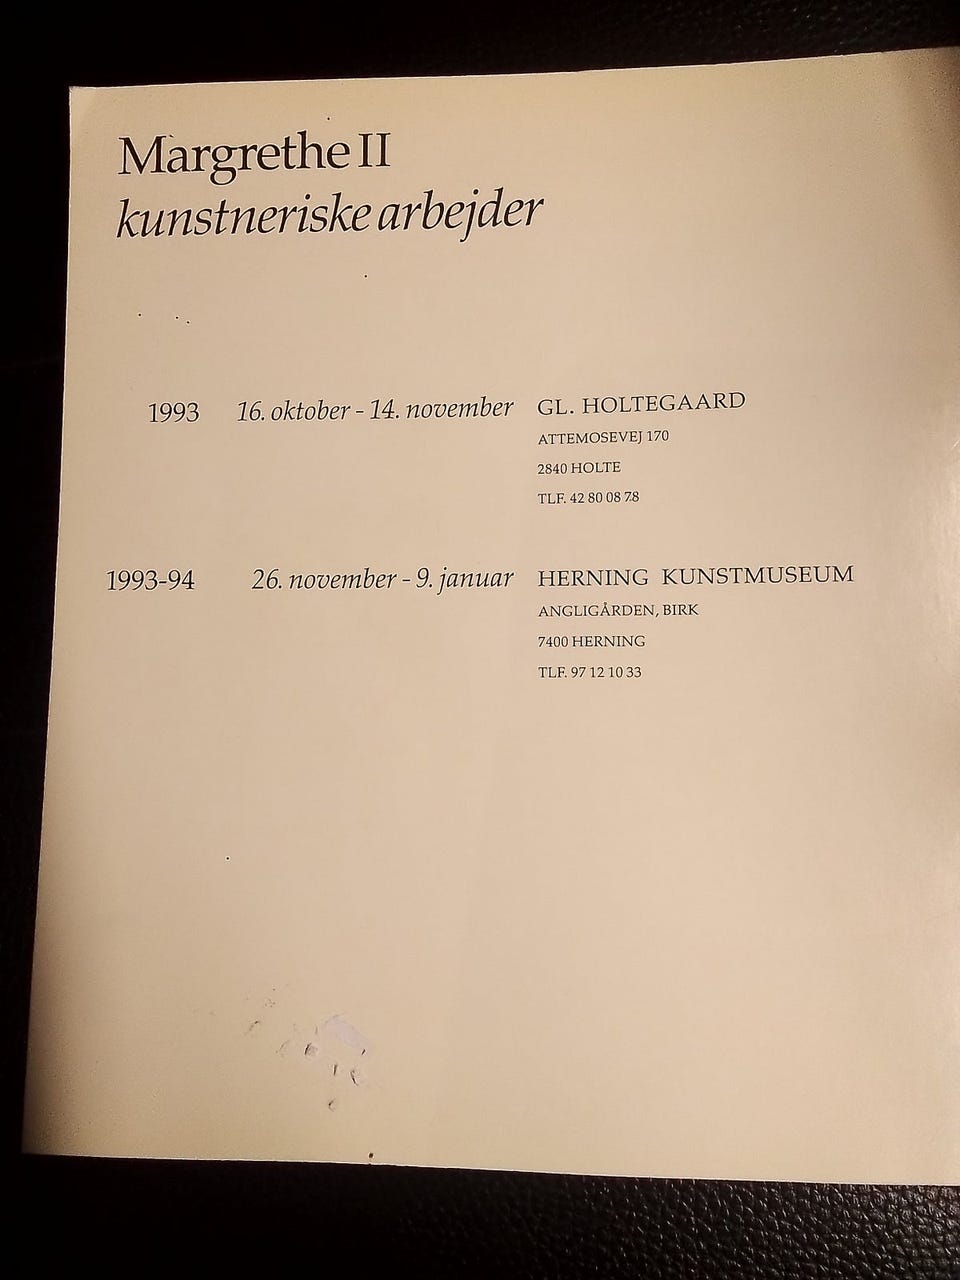 Margrethe II
kunstneriske arbejder
1993 16. oktober - 14. november GL. HOLTEGAARD
ATTEMOSEVEJ 170
2840 HOLTE
TLF. 42 80 08 78
1993-94 26. november - 9. januar HERNING KUNSTMUSEUM
ANGLIGÅRDEN, BIRK
7400 HERNING
TLF. 97 12 10 33